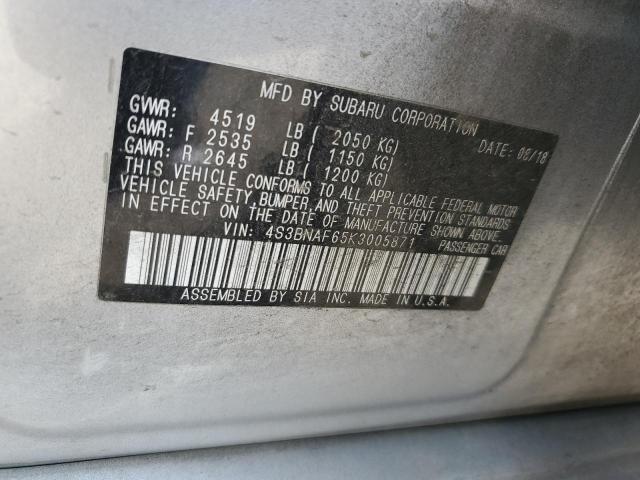 MFD BY SUBARU CORPORATION
GVWR: 4519 LB ( 2050 KG) DATE: 06/18
GAWR: F 2535 LB ( 1150 KG)
GAWR: R 2645 LB ( 1200 KG)
THIS VEHICLE CONFORMS TO ALL APPLICABLE FEDERAL MOTOR
VEHICLE SAFETY, BUMPER, AND THEFT PREVENTION STANDARDS
IN EFFECT ON THE DATE OF MANUFACTURE SHOWN ABOVE.
VIN: 4S3BNAF65K3005871 PASSENGER CAR
ASSEMBLED BY SIA INC. MADE IN U.S.A.